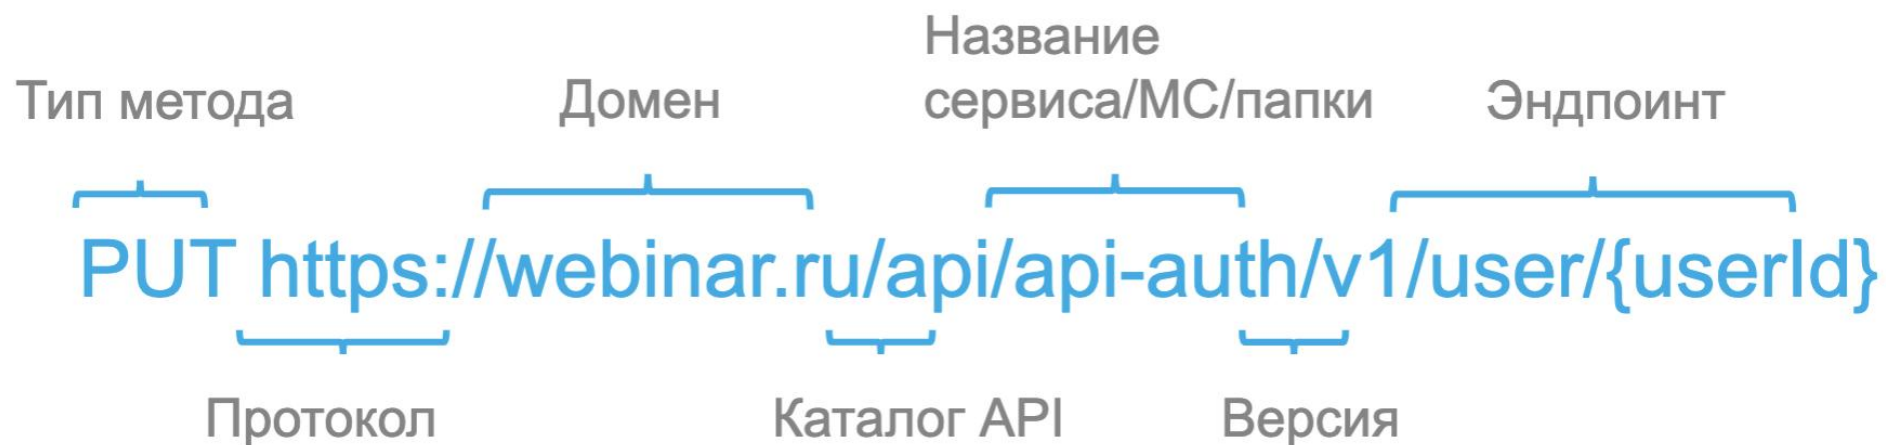 Название
Тип метода Домен сервиса/МС/папки Эндпоинт
PUT https://webinar.ru/api/api-auth/v1/user/{userId}
Протокол Каталог API Версия